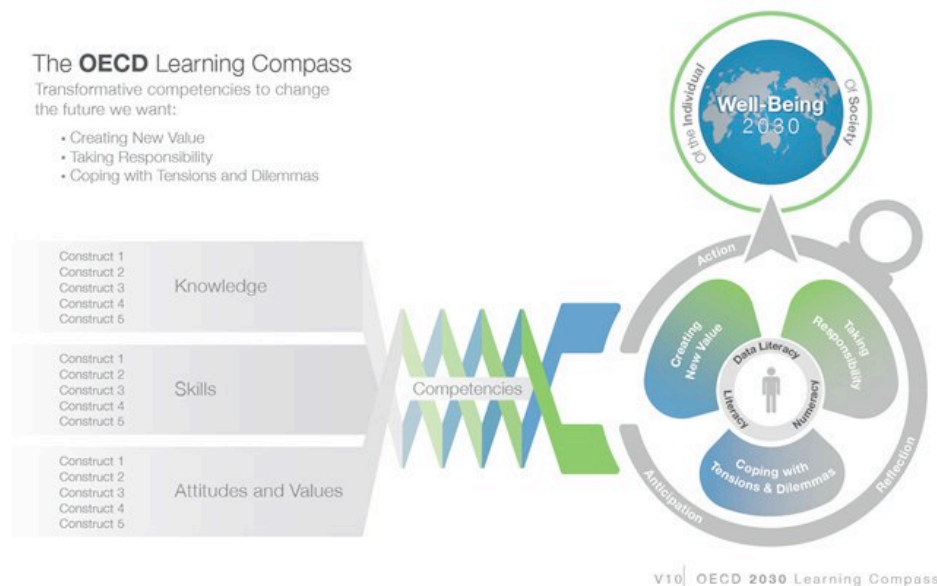 The OECD Learning Compass
Transformative competencies to change
the future we want:
• Creating New Value
• Taking Responsibility
• Coping with Tensions and Dilemmas
Construct 1
Construct 2
Construct 3
Construct 4
Construct 5
Knowledge
Construct 1
Construct 2
Construct 3
Construct 4
Construct 5
Skills
Construct 1
Construct 2
Construct 3
Construct 4
Construct 5
Attitudes and Values
Competencies
Of the Individual
Well-Being
2030
Of Society
Action
Creating
New Value
Taking
Responsibility
Data Literacy
Literacy
Numeracy
Coping with
Tensions & Dilemmas
Anticipation
Reflection
V10| OECD 2030 Learning Compass